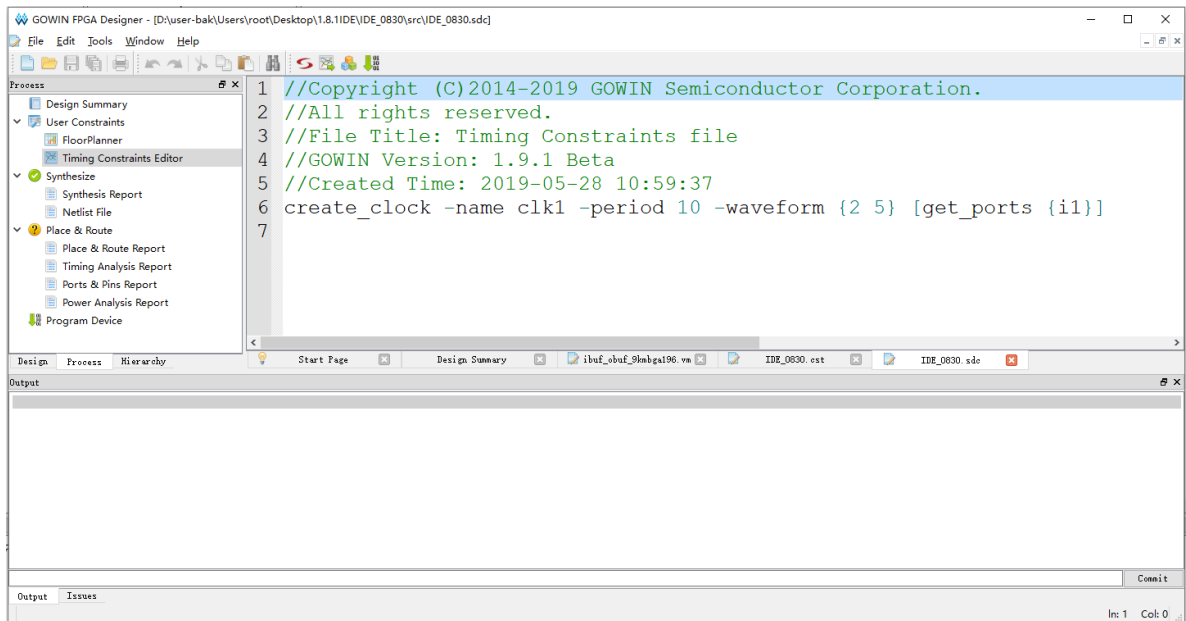 GOWIN FPGA Designer - [D:\user-bak\Users\root\Desktop\1.8.1IDE\IDE_0830\src\IDE_0830.sdc]
File Edit Tools Window Help
Process
Design Summary
User Constraints
FloorPlanner
Timing Constraints Editor
Synthesize
Synthesis Report
Netlist File
Place & Route
Place & Route Report
Timing Analysis Report
Ports & Pins Report
Power Analysis Report
Program Device
Design Process Hierarchy
1 //Copyright (C)2014-2019 GOWIN Semiconductor Corporation.
2 //All rights reserved.
3 //File Title: Timing Constraints file
4 //GOWIN Version: 1.9.1 Beta
5 //Created Time: 2019-05-28 10:59:37
6 create_clock -name clk1 -period 10 -waveform {2 5} [get_ports {i1}]
7
Start Page Design Summary ibuf_obuf_9kmbga196.vm IDE_0830.cst IDE_0830.sdc
Output
Commit
Output Issues
ln: 1 Col: 0